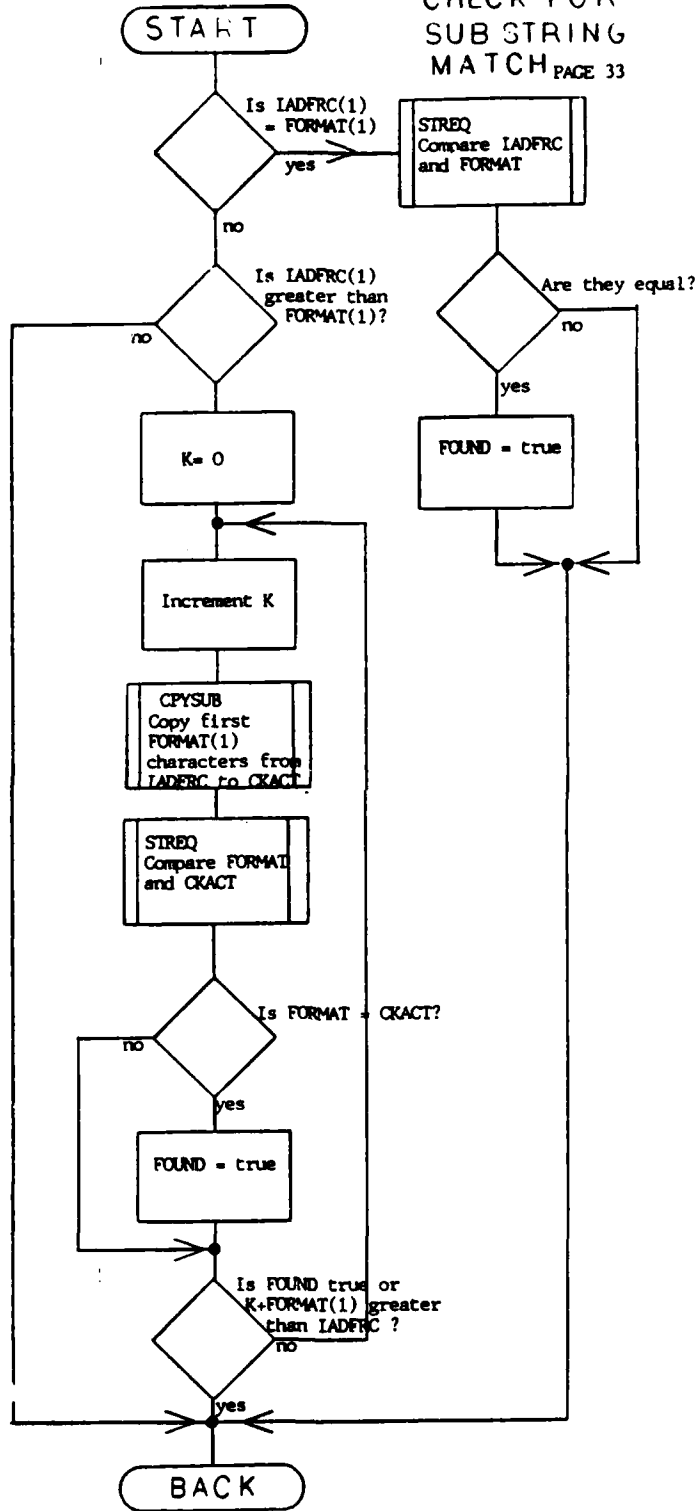 CHECK FOR
SUB STRING
MATCH PAGE 33
START
Is IADFRC(1)
= FORMAT(1)
yes
no
STREQ
Compare IADFRC
and FORMAT
Are they equal?
no
yes
FOUND = true
Is IADFRC(1)
greater than
FORMAT(1)?
no
K= 0
Increment K
CPYSUB
Copy first
FORMAT(1)
characters from
IADFRC to CKACT
STREQ
Compare FORMAT
and CKACT
Is FORMAT = CKACT?
no
yes
FOUND = true
Is FOUND true or
K+FORMAT(1) greater
than IADFRC ?
no
yes
BACK